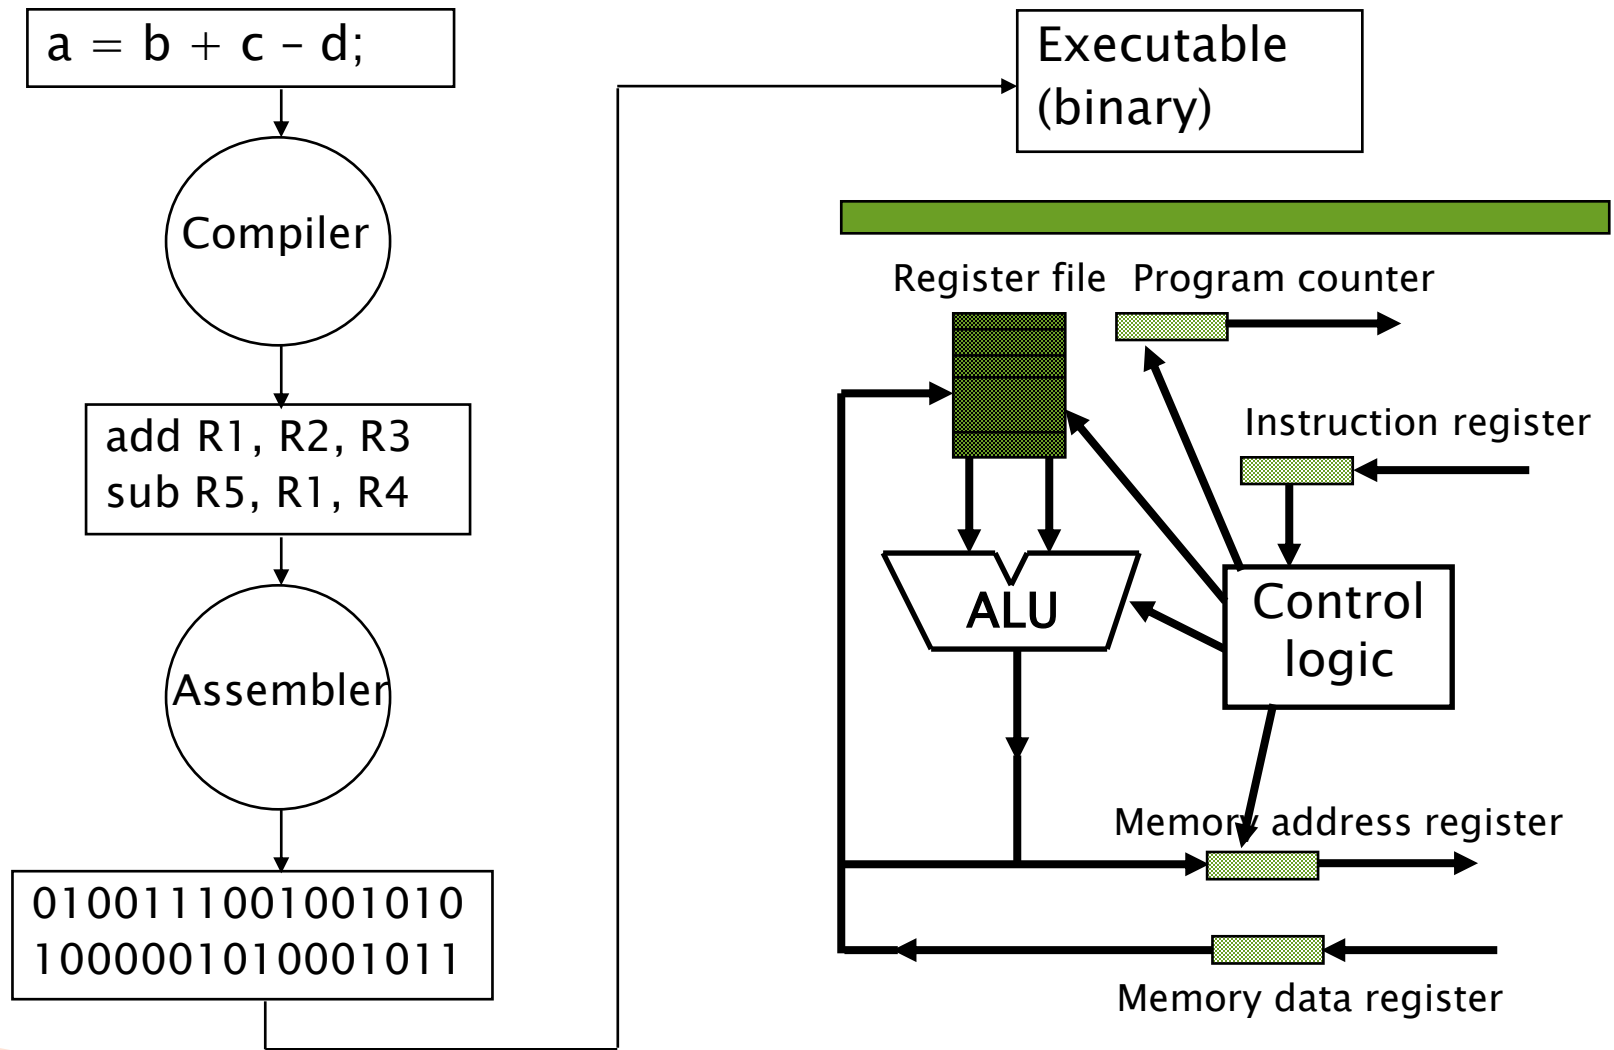 a = b + c – d;
Compiler
add R1, R2, R3
sub R5, R1, R4
Assembler
0100111001001010
1000001010001011
Executable
(binary)
Register file
Program counter
Instruction register
ALU
Control
logic
Memory address register
Memory data register